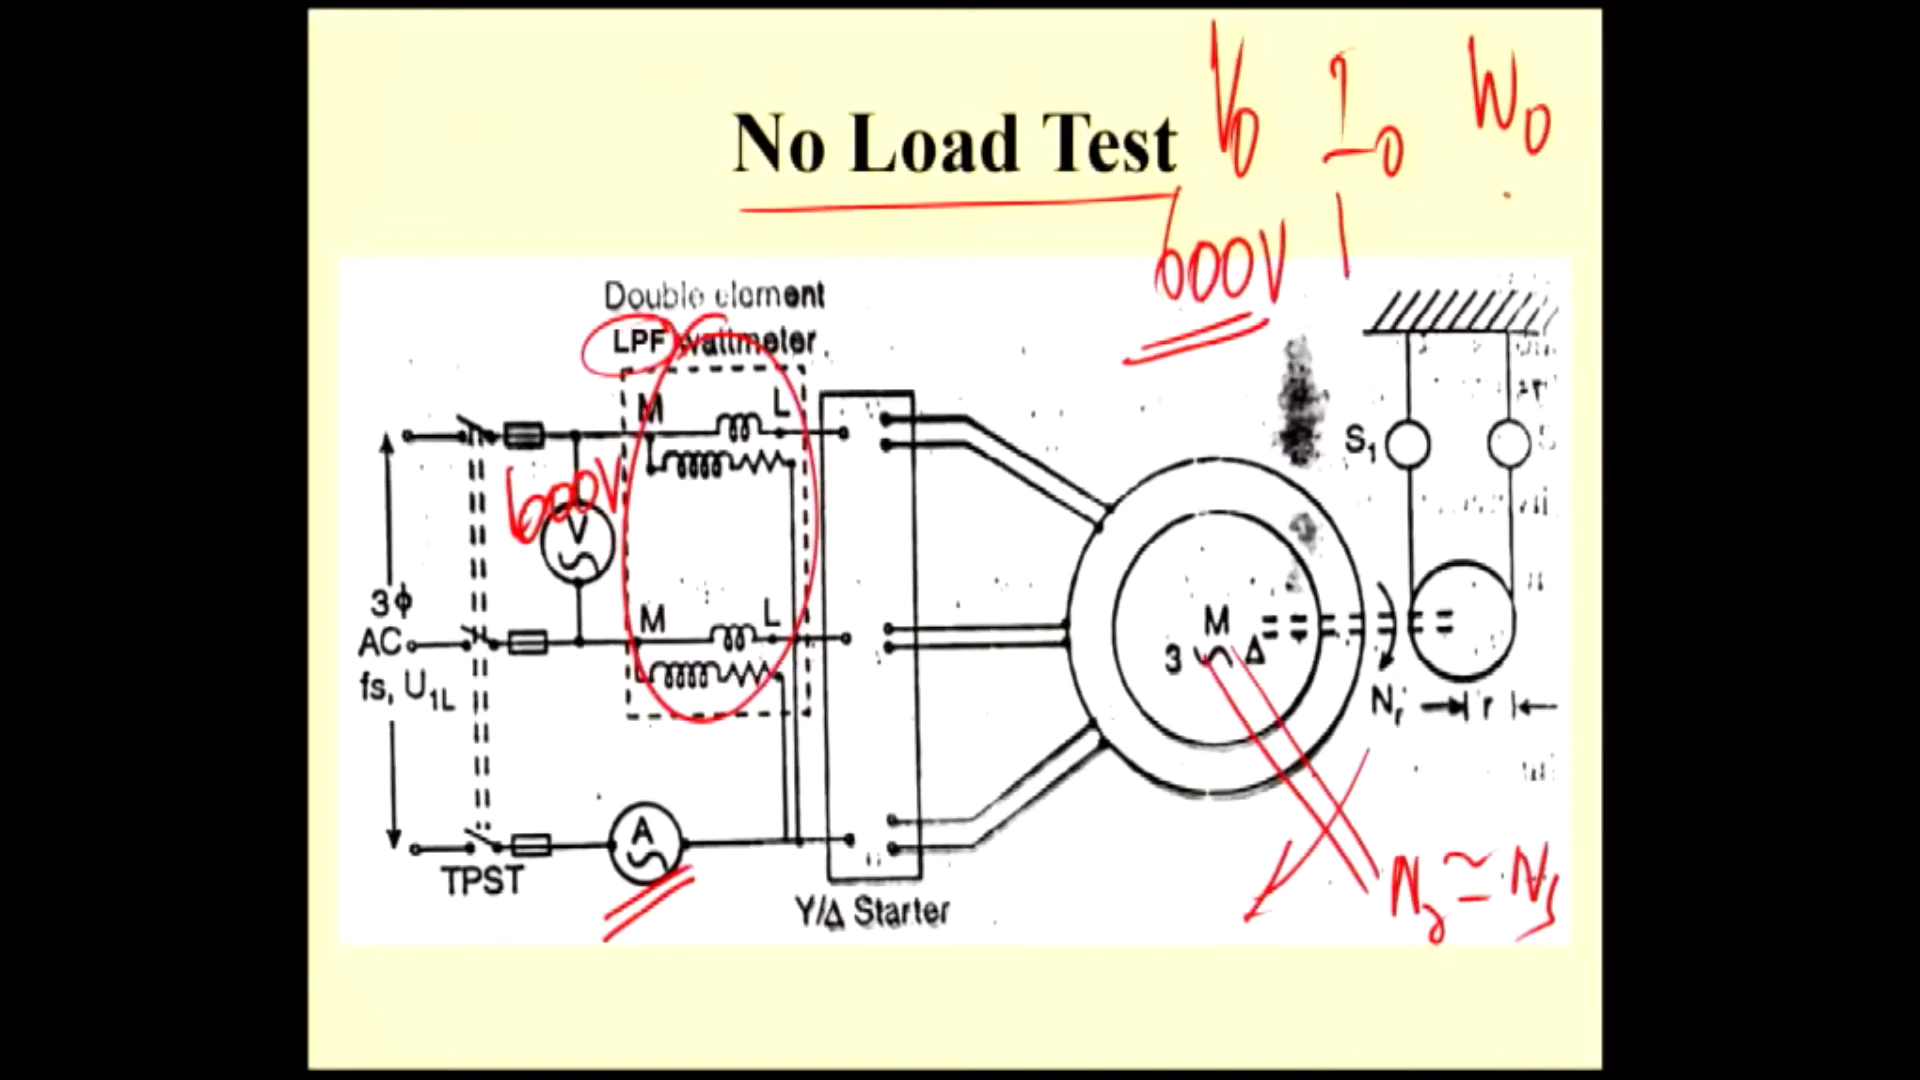 V0 I0 W0
No Load Test
600V
Double element
LPF wattmeter
M L
S1
600V
V
M L
3ϕ
AC
fs, U1L
M
3 Δ
Nr r
A
TPST
Y/Δ Starter
Nr ≃ Ns